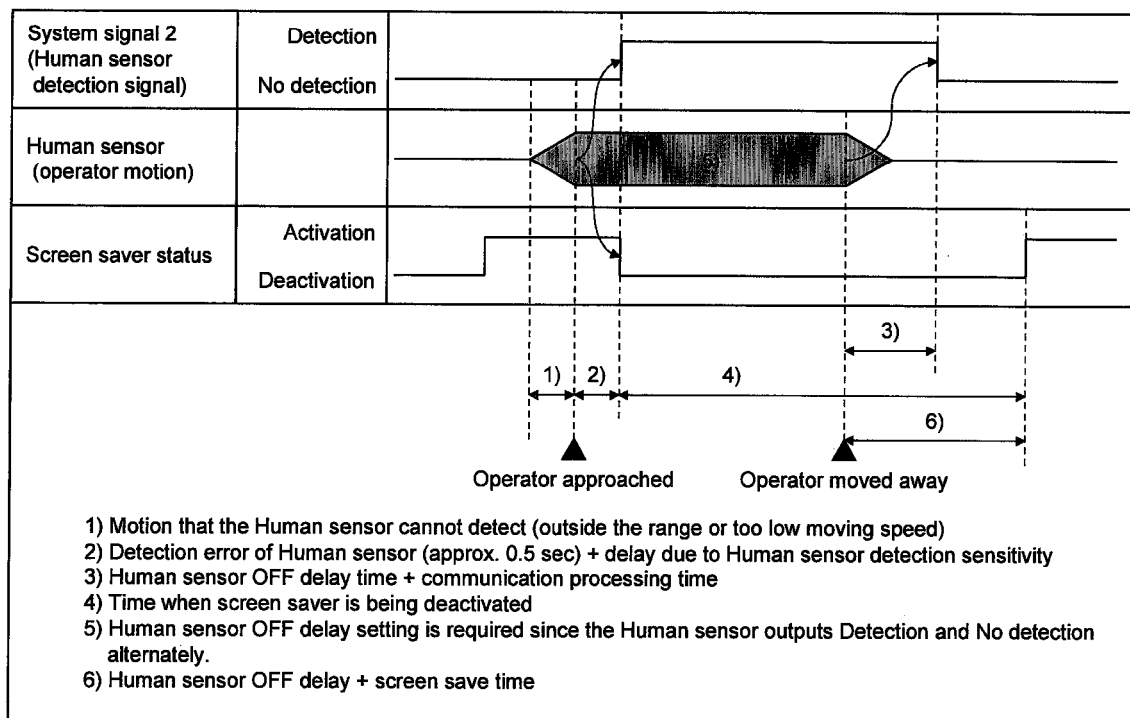 System signal 2
(Human sensor
detection signal)
Detection
No detection
Human sensor
(operator motion)
5)
Screen saver status
Activation
Deactivation
3)
1)
2)
4)
6)
Operator approached
Operator moved away
1) Motion that the Human sensor cannot detect (outside the range or too low moving speed)
2) Detection error of Human sensor (approx. 0.5 sec) + delay due to Human sensor detection sensitivity
3) Human sensor OFF delay time + communication processing time
4) Time when screen saver is being deactivated
5) Human sensor OFF delay setting is required since the Human sensor outputs Detection and No detection
alternately.
6) Human sensor OFF delay + screen save time